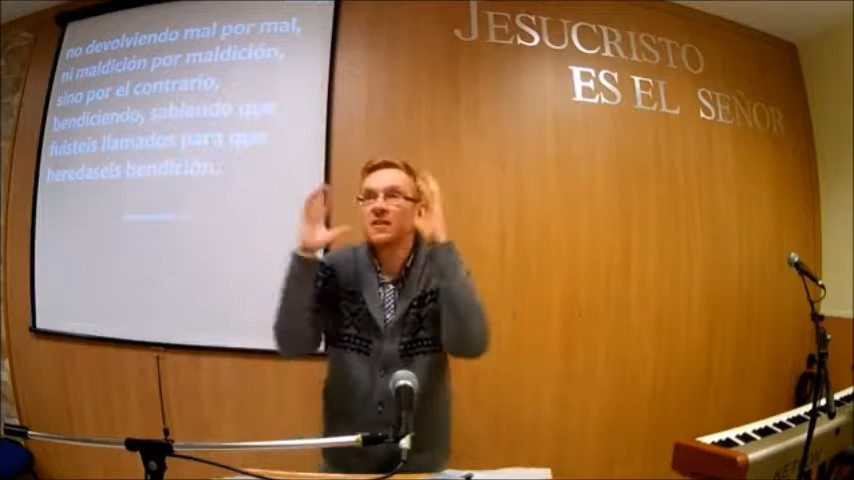 no devolviendo mal por mal,
ni maldición por maldición,
sino por el contrario,
bendiciendo, sabiendo que
fuisteis llamados para que
heredaseis bendición.
JESUCRISTO
ES EL SEÑOR
KETRON